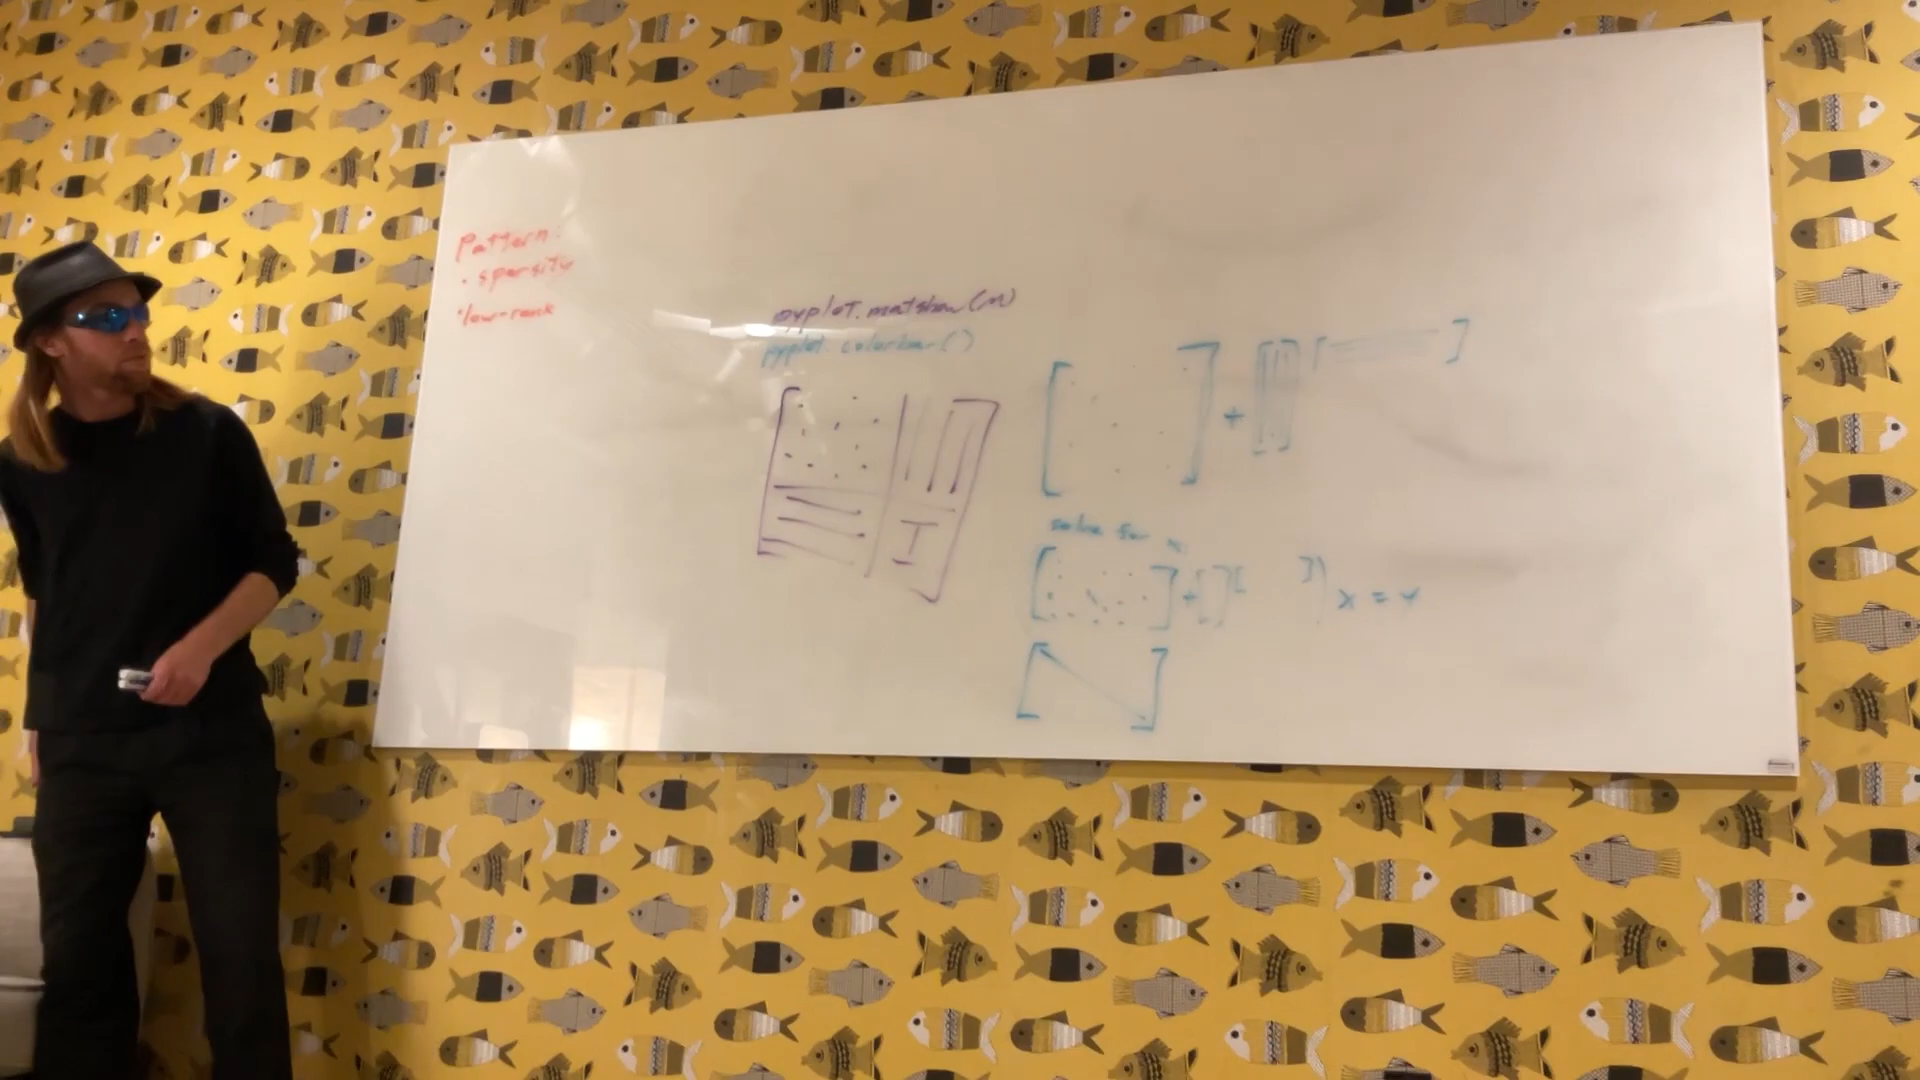 Pattern:
· sparsity
· low-rank
pyplot.matshow(M)
pyplot.colorbar()
I
+
solve for x:
+ x = y